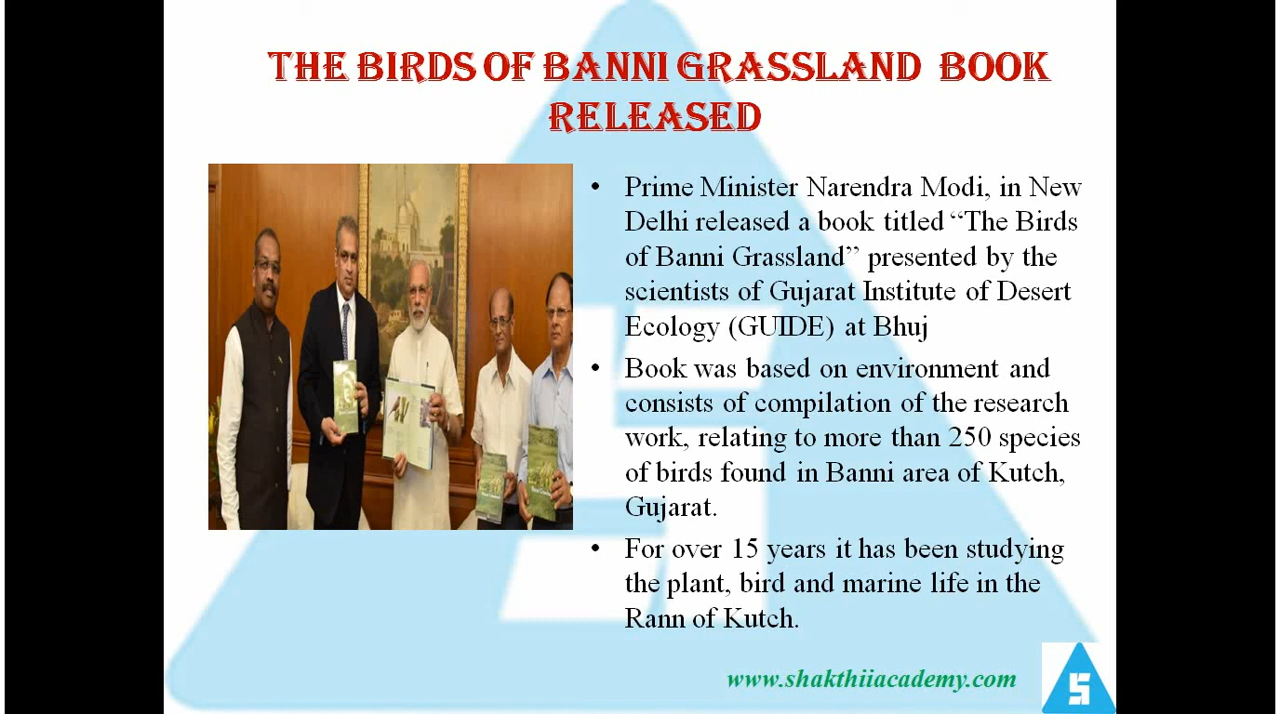 THE BIRDS OF BANNI GRASSLAND BOOK
RELEASED
• Prime Minister Narendra Modi, in New
Delhi released a book titled “The Birds
of Banni Grassland” presented by the
scientists of Gujarat Institute of Desert
Ecology (GUIDE) at Bhuj
• Book was based on environment and
consists of compilation of the research
work, relating to more than 250 species
of birds found in Banni area of Kutch,
Gujarat.
• For over 15 years it has been studying
the plant, bird and marine life in the
Rann of Kutch.
www.shakthiiacademy.com
S